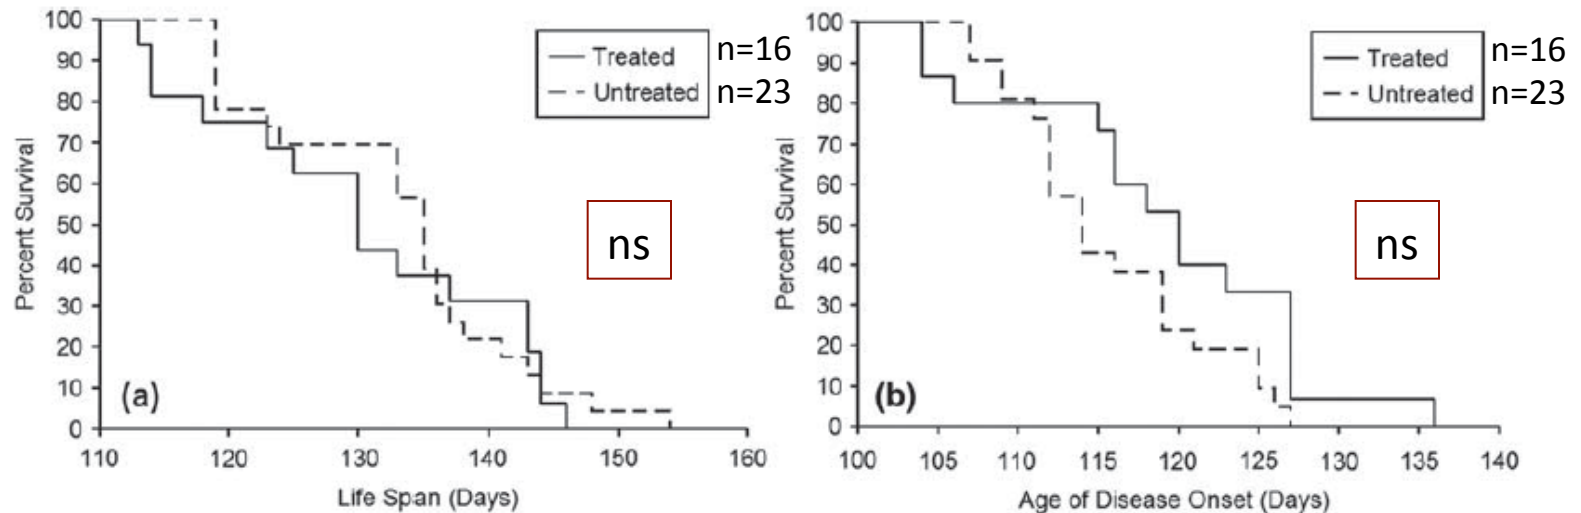 100
90
80
70
60
50
40
30
20
10
0
Percent Survival
Treated n=16
Untreated n=23
ns
(a)
110 120 130 140 150 160
Life Span (Days)
100
90
80
70
60
50
40
30
20
10
0
Percent Survival
Treated n=16
Untreated n=23
ns
(b)
100 105 110 115 120 125 130 135 140
Age of Disease Onset (Days)